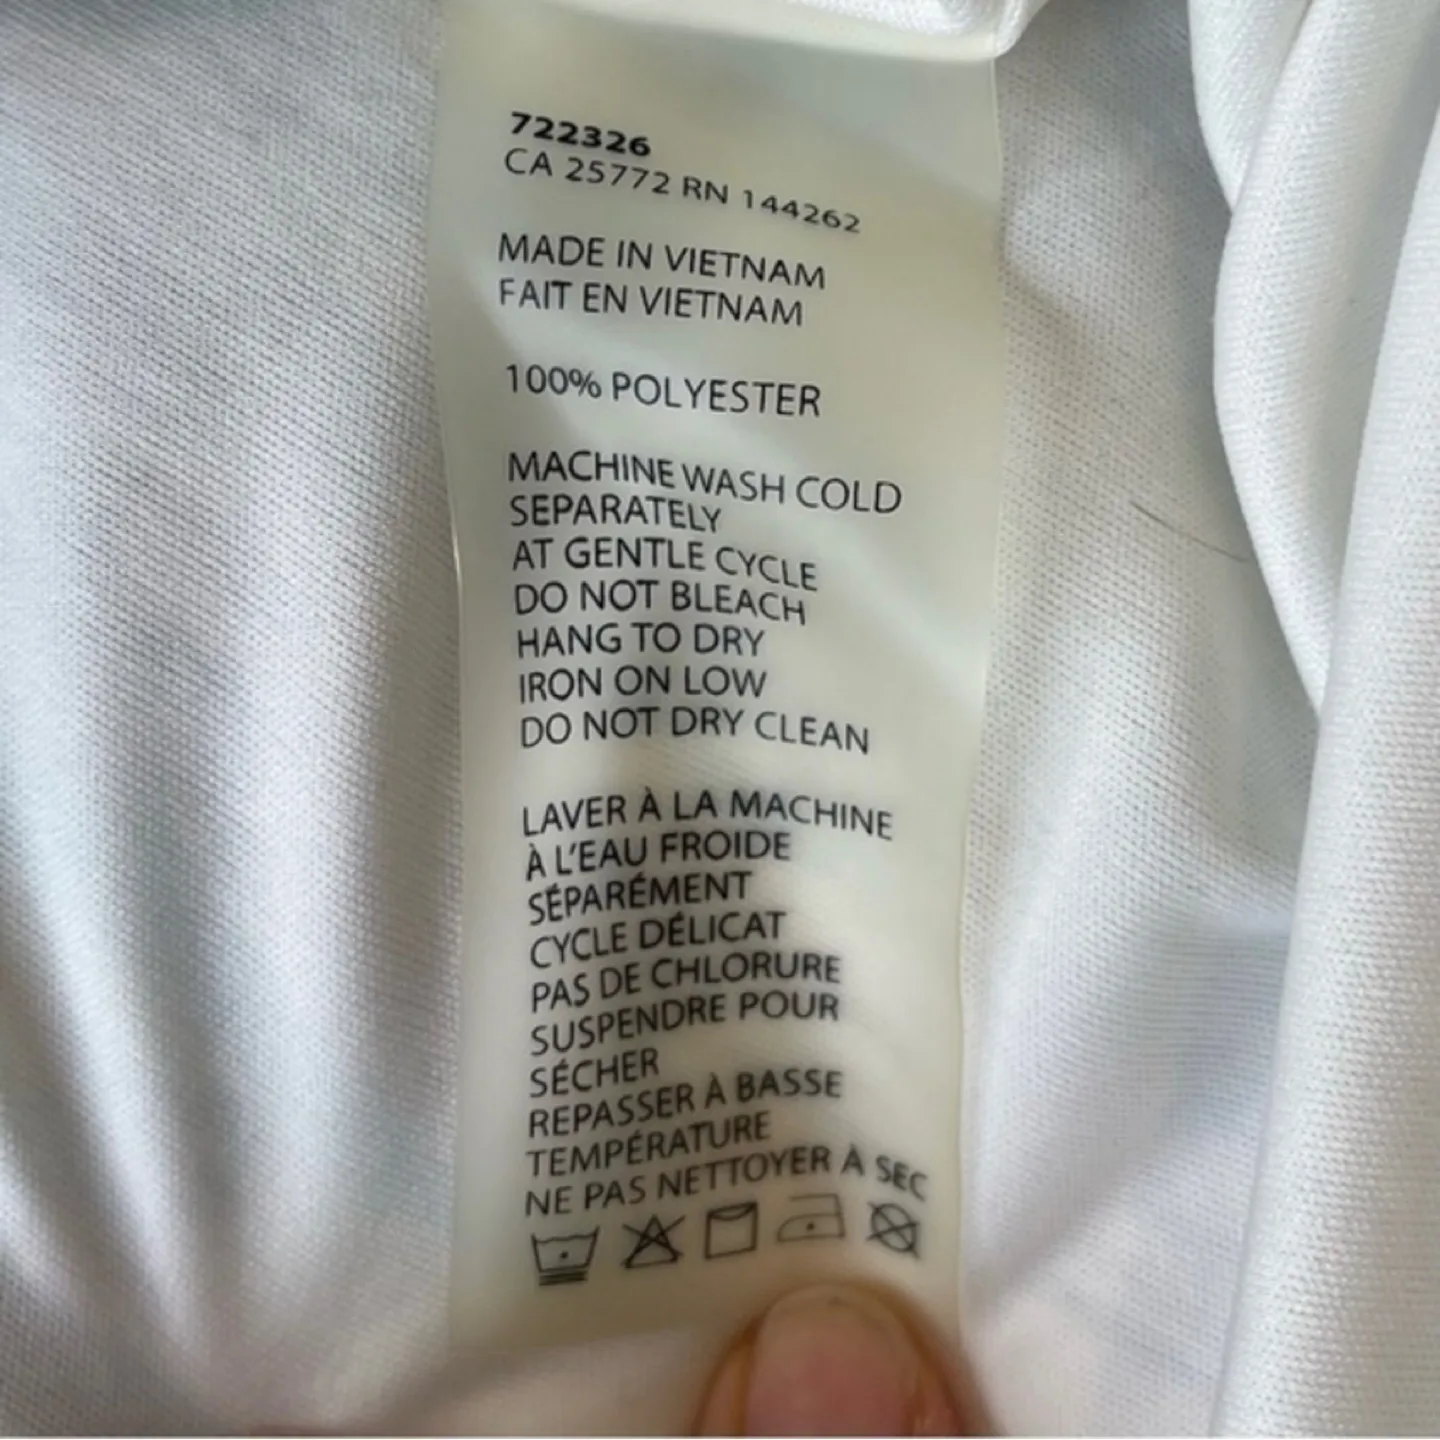 722326
CA 25772 RN 144262
MADE IN VIETNAM
FAIT EN VIETNAM
100% POLYESTER
MACHINE WASH COLD
SEPARATELY
AT GENTLE CYCLE
DO NOT BLEACH
HANG TO DRY
IRON ON LOW
DO NOT DRY CLEAN
LAVER À LA MACHINE
À L'EAU FROIDE
SÉPARÉMENT
CYCLE DÉLICAT
PAS DE CHLORURE
SUSPENDRE POUR
SÉCHER
REPASSER À BASSE
TEMPÉRATURE
NE PAS NETTOYER À SEC